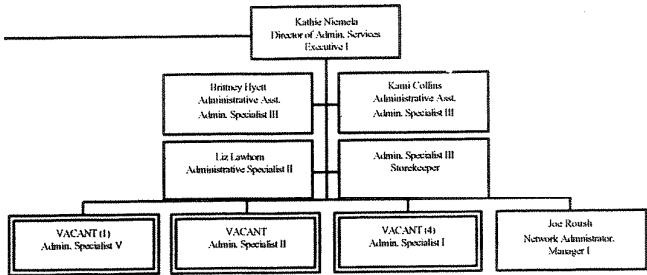 Kathie Niemela
Director of Admin. Services
Executive I
Brittney Hyett
Administrative Asst.
Admin. Specialist III
Kami Collins
Administrative Asst.
Admin. Specialist III
Liz Lawhorn
Administrative Specialist II
Admin. Specialist III
Storekeeper
VACANT (1)
Admin. Specialist V
VACANT
Admin. Specialist II
VACANT (4)
Admin. Specialist I
Joe Roush
Network Admnistrator.
Manager I